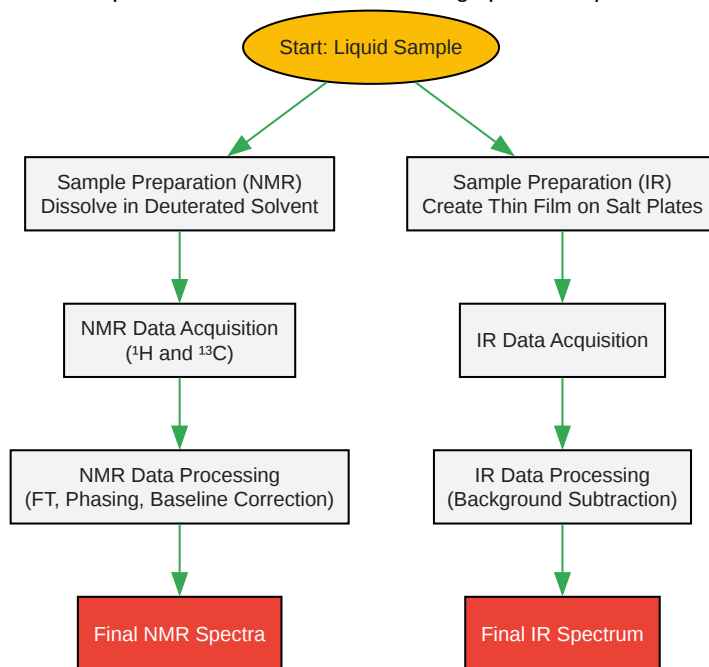 Start: Liquid Sample
Sample Preparation (NMR)
Dissolve in Deuterated Solvent
Sample Preparation (IR)
Create Thin Film on Salt Plates
NMR Data Acquisition
(¹H and ¹³C)
IR Data Acquisition
NMR Data Processing
(FT, Phasing, Baseline Correction)
IR Data Processing
(Background Subtraction)
Final NMR Spectra
Final IR Spectrum